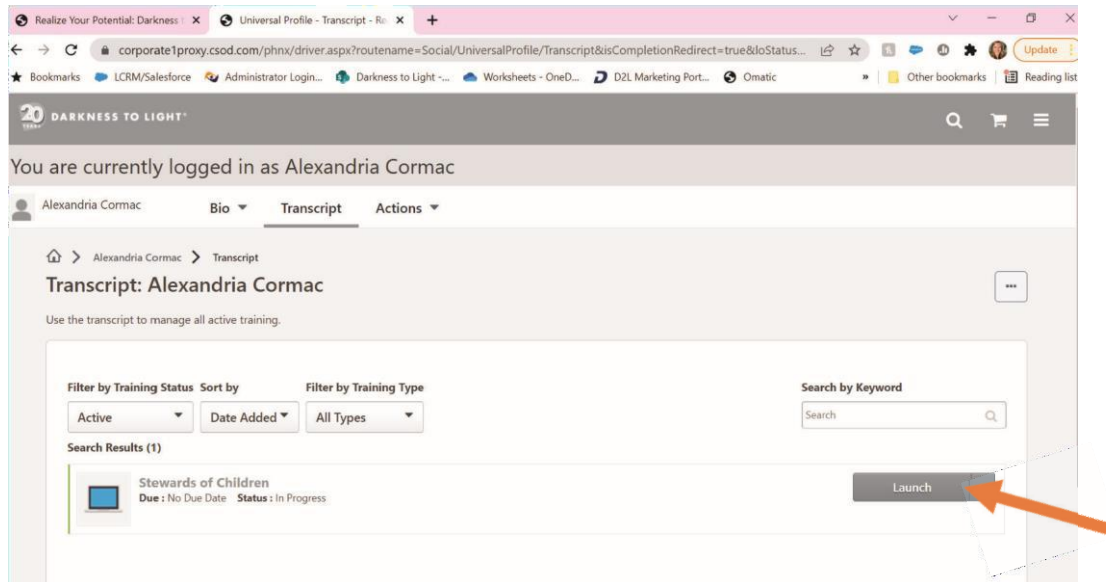 Realize Your Potential: Darkness
Universal Profile - Transcript - Re
corporate1proxy.csod.com/phnx/driver.aspx?routename=Social/UniversalProfile/Transcript&isCompletionRedirect=true&loStatus...
Update
Bookmarks LCRM/Salesforce Administrator Login... Darkness to Light -... Worksheets - OneD... D2L Marketing Port... Omatic » Other bookmarks Reading list
20 DARKNESS TO LIGHT
You are currently logged in as Alexandria Cormac
Alexandria Cormac Bio Transcript Actions
Alexandria Cormac Transcript
Transcript: Alexandria Cormac
Use the transcript to manage all active training.
Filter by Training Status Sort by Filter by Training Type Search by Keyword
Active Date Added All Types Search
Search Results (1)
Stewards of Children
Due : No Due Date Status : In Progress
Launch